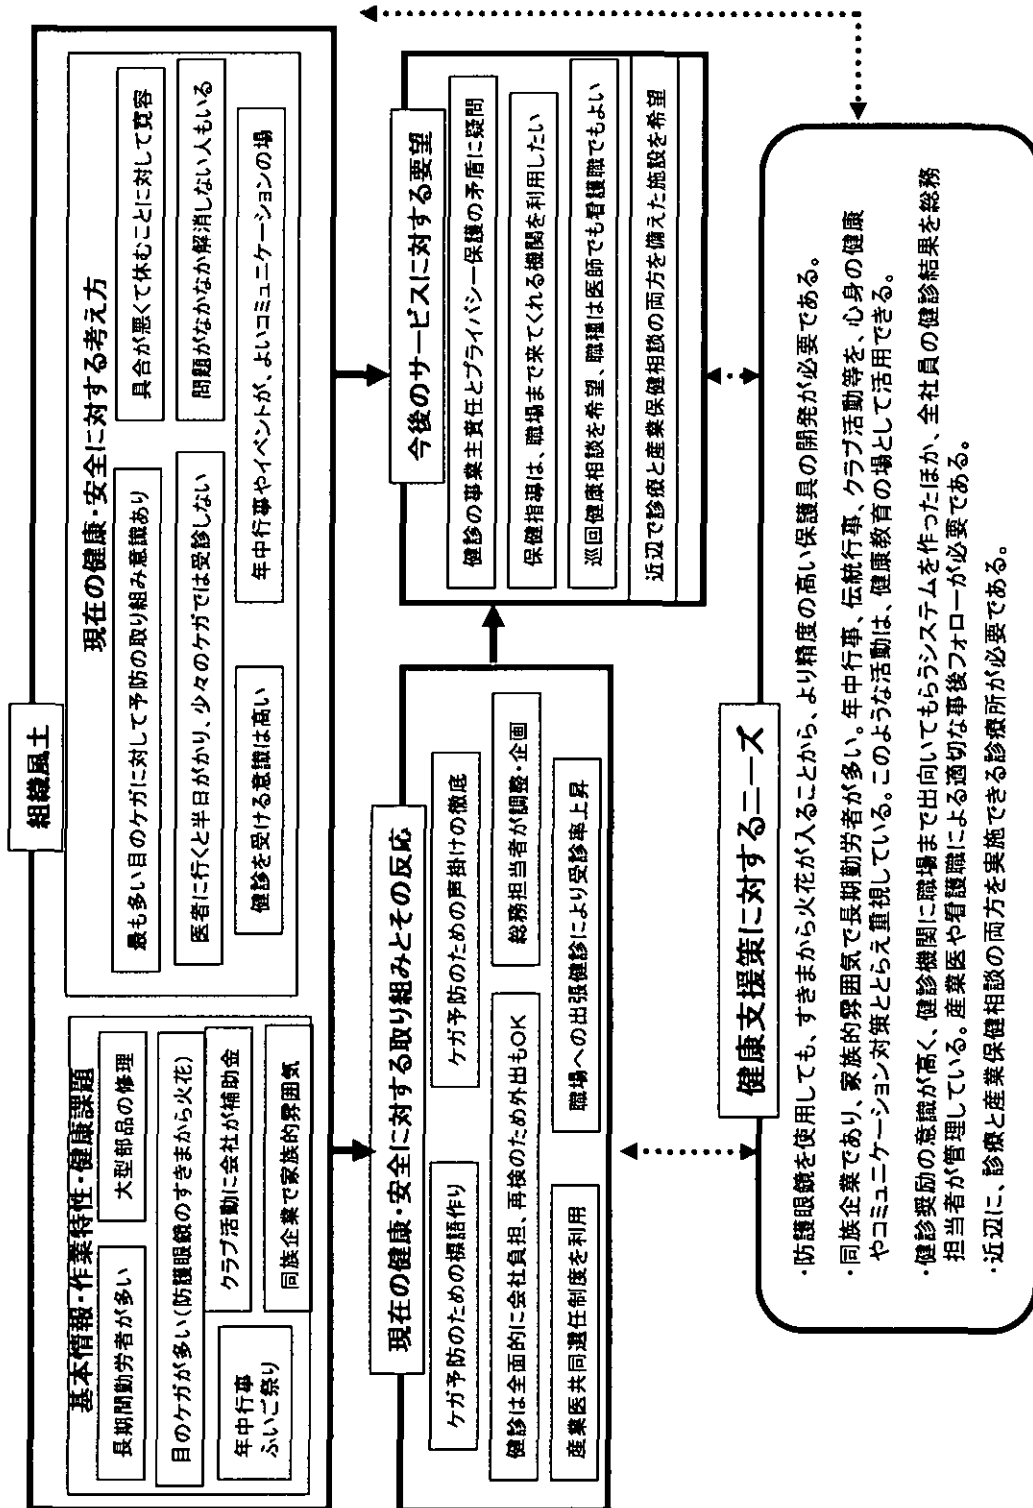 組織風土
基本情報・作業特性・健康課題
長期間勤労者が多い
大型部品の修理
目のケガが多い(防護眼鏡のすきまから火花)
年中行事
ふいご祭り
クラブ活動に会社が補助金
同族企業で家族的雰囲気
現在の健康・安全に対する考え方
最も多い目のケガに対して予防の取り組み意識あり
具合が悪くて休むことに対して寛容
医者に行くと半日がかり、少々のケガでは受診しない
問題がなかなか解消しない人もいる
健診を受ける意識は高い
年中行事やイベントが、よいコミュニケーションの場
現在の健康・安全に対する取り組みとその反応
ケガ予防のための標語作り
ケガ予防のための声掛けの徹底
健診は全面的に会社負担、再検のため外出もOK
総務担当者が調整・企画
産業医共同選任制度を利用
職場への出張健診により受診率上昇
今後のサービスに対する要望
健診の事業主責任とプライバシー保護の矛盾に疑問
保健指導は、職場まで来てくれる機関を利用したい
巡回健康相談を希望、職種は医師でも看護職でもよい
近辺で診療と産業保健相談の両方を備えた施設を希望
健康支援策に対するニーズ
・防護眼鏡を使用しても、すきまから火花が入ることから、より精度の高い保護具の開発が必要である。
・同族企業であり、家族的雰囲気で長期勤労者が多い。年中行事、伝統行事、クラブ活動等を、心身の健康
やコミュニケーション対策ととらえ重視している。このような活動は、健康教育の場として活用できる。
・健診奨励の意識が高く、健診機関に職場まで出向いてもらうシステムを作ったほか、全社員の健診結果を総務
担当者が管理している。産業医や看護職による適切な事後フォローが必要である。
・近辺に、診療と産業保健相談の両方を実施できる診療所が必要である。